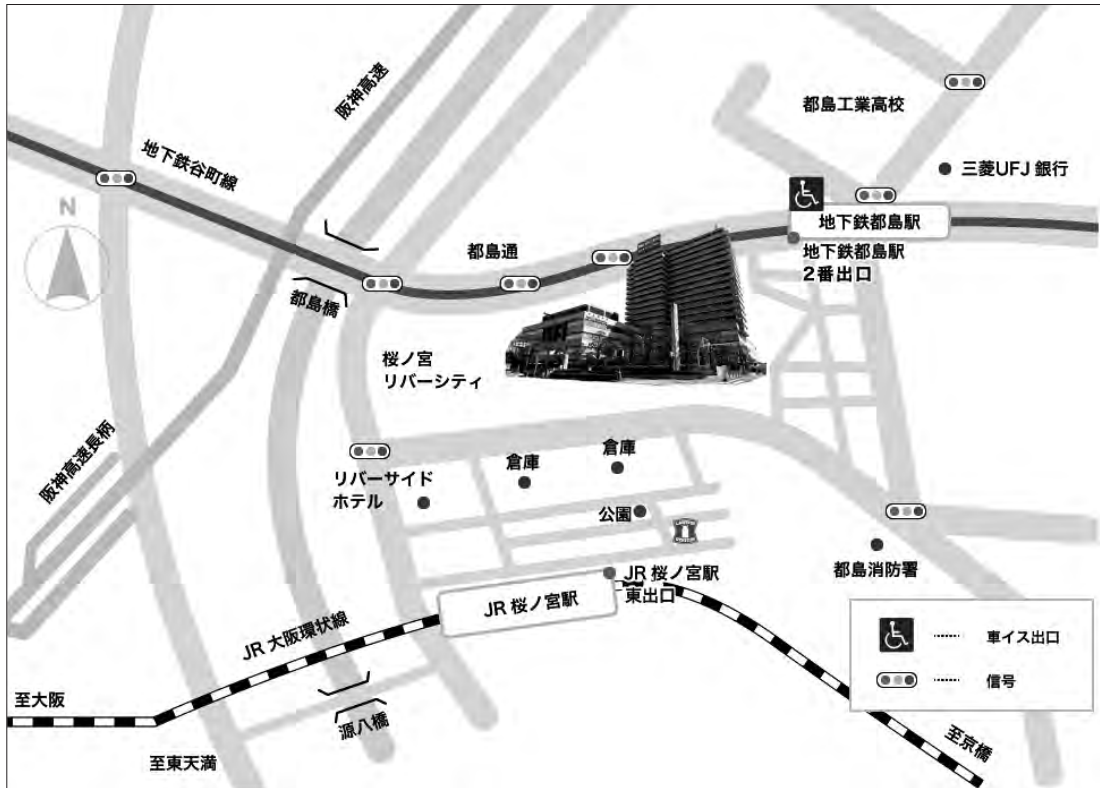 阪神高速
都島工業高校
地下鉄谷町線
三菱UFJ銀行
N
地下鉄都島駅
都島通
地下鉄都島駅
2番出口
都島橋
桜ノ宮
リバーシティ
阪神高速長柄
倉庫
倉庫
リバーサイド
ホテル
公園
JR桜ノ宮駅
東出口
都島消防署
JR桜ノ宮駅
JR大阪環状線
車イス出口
信号
至大阪
源八橋
至京橋
至東天満